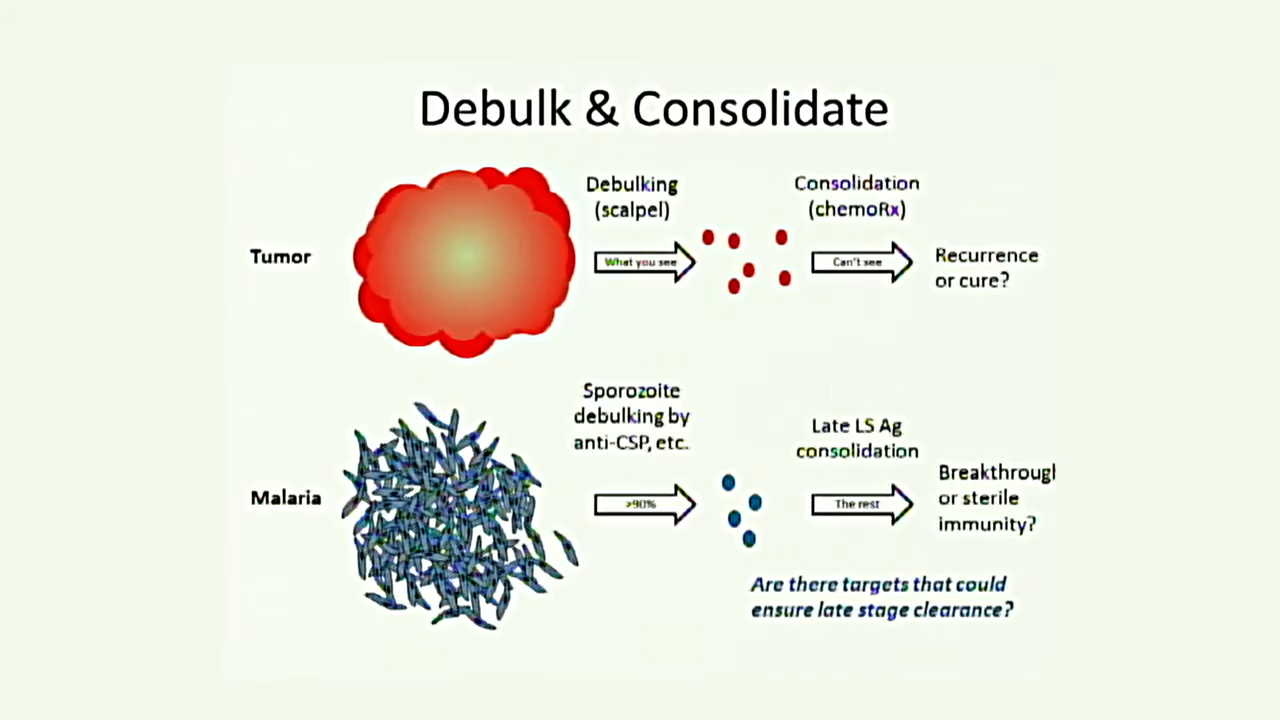 Debulk & Consolidate
Debulking
(scalpel)
Consolidation
(chemoRx)
Tumor
What you see
Can't see
Recurrence
or cure?
Sporozoite
debulking by
anti-CSP, etc.
Late LS Ag
consolidation
Malaria
>90%
The rest
Breakthrough
or sterile
immunity?
Are there targets that could
ensure late stage clearance?